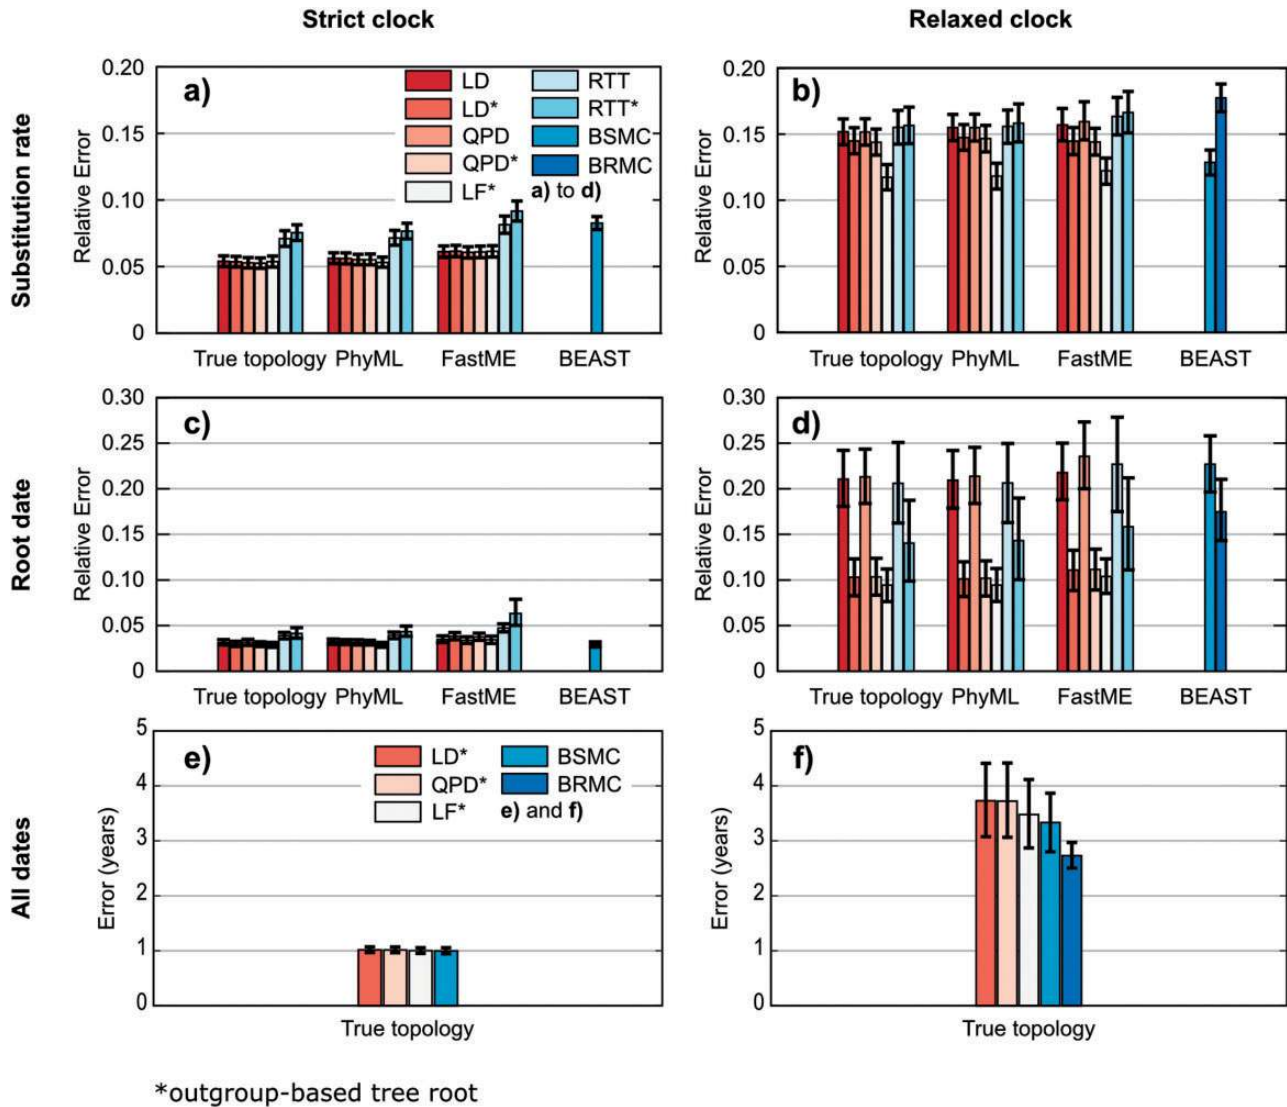 Strict clock
Relaxed clock
Substitution rate
Relative Error
0.20
0.15
0.10
0.05
0
a)
LD
LD*
QPD
QPD*
LF*
RTT
RTT*
BSMC
BRMC
a) to d)
True topology PhyML FastME BEAST
Relative Error
0.20
0.15
0.10
0.05
0
b)
True topology PhyML FastME BEAST
Root date
Relative Error
0.30
0.25
0.20
0.15
0.10
0.05
0
c)
True topology PhyML FastME BEAST
Relative Error
0.30
0.25
0.20
0.15
0.10
0.05
0
d)
True topology PhyML FastME BEAST
All dates
Error (years)
5
4
3
2
1
0
e)
LD*
QPD*
LF*
BSMC
BRMC
e) and f)
True topology
Error (years)
5
4
3
2
1
0
f)
True topology
*outgroup-based tree root